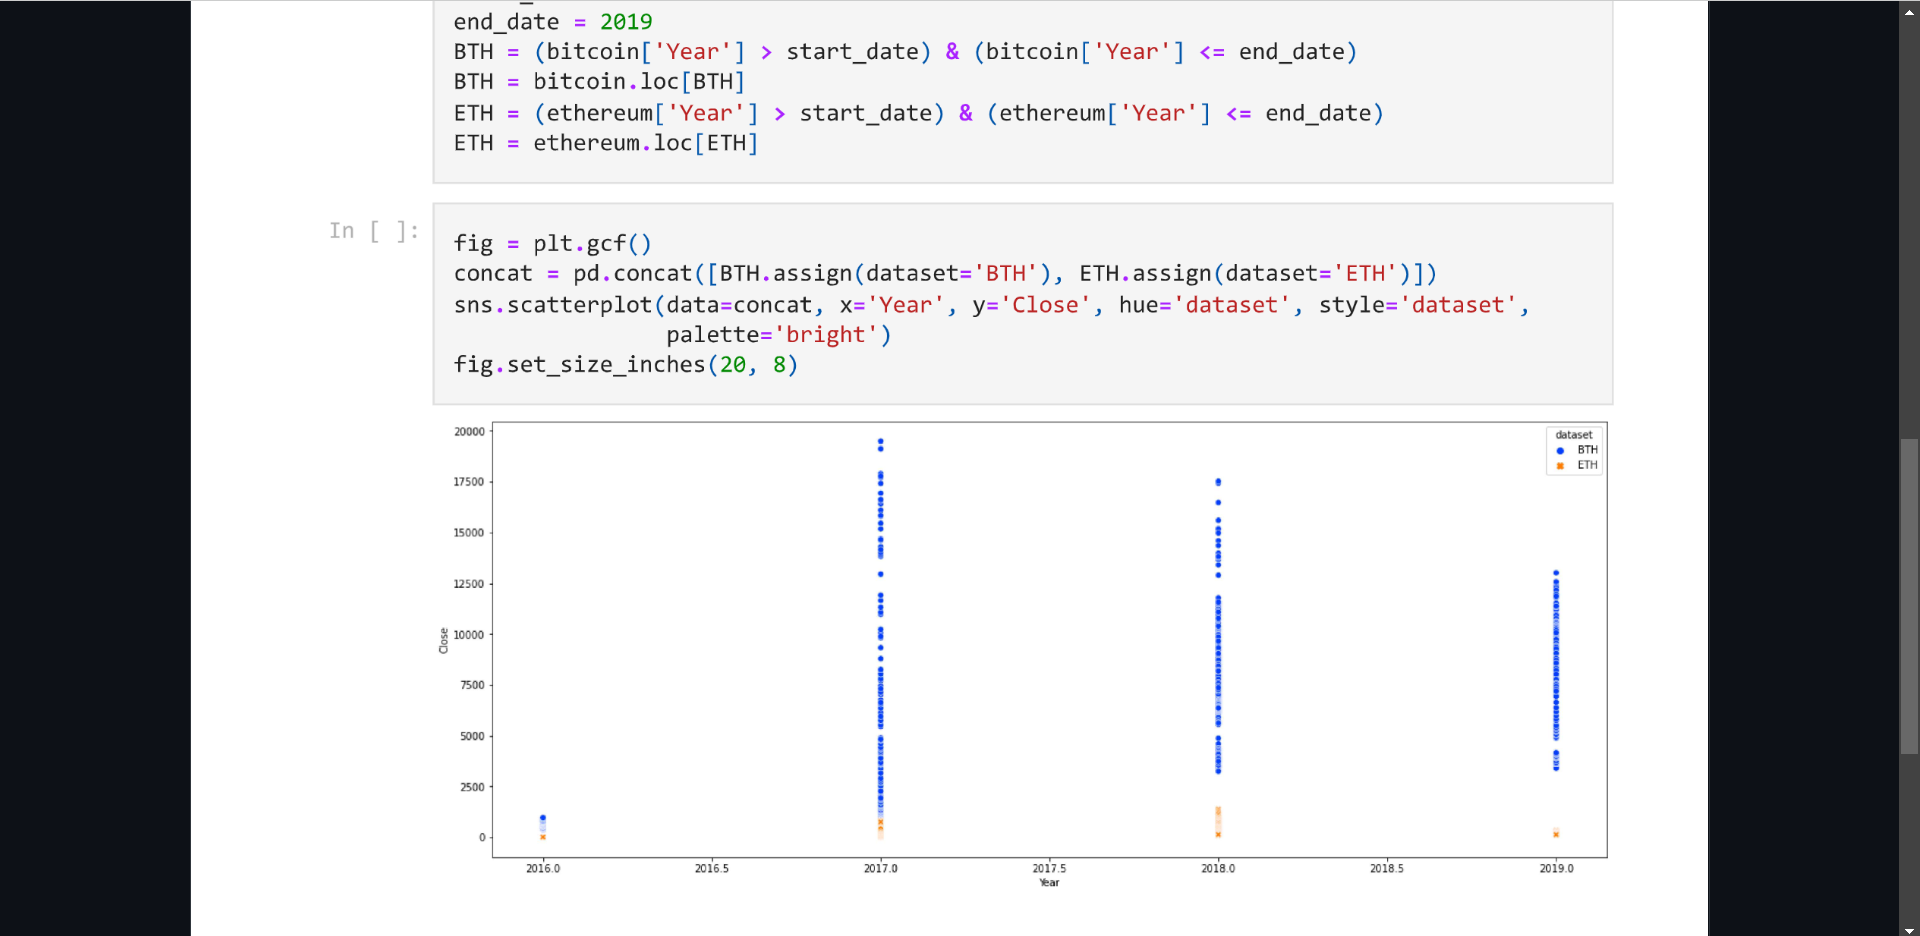 end_date = 2019
BTH = (bitcoin['Year'] > start_date) & (bitcoin['Year'] <= end_date)
BTH = bitcoin.loc[BTH]
ETH = (ethereum['Year'] > start_date) & (ethereum['Year'] <= end_date)
ETH = ethereum.loc[ETH]
In [ ]:
fig = plt.gcf()
concat = pd.concat([BTH.assign(dataset='BTH'), ETH.assign(dataset='ETH')])
sns.scatterplot(data=concat, x='Year', y='Close', hue='dataset', style='dataset',
palette='bright')
fig.set_size_inches(20, 8)
dataset
BTH
ETH
20000
17500
15000
12500
10000
7500
5000
2500
0
Close
2016.0 2016.5 2017.0 2017.5 2018.0 2018.5 2019.0
Year